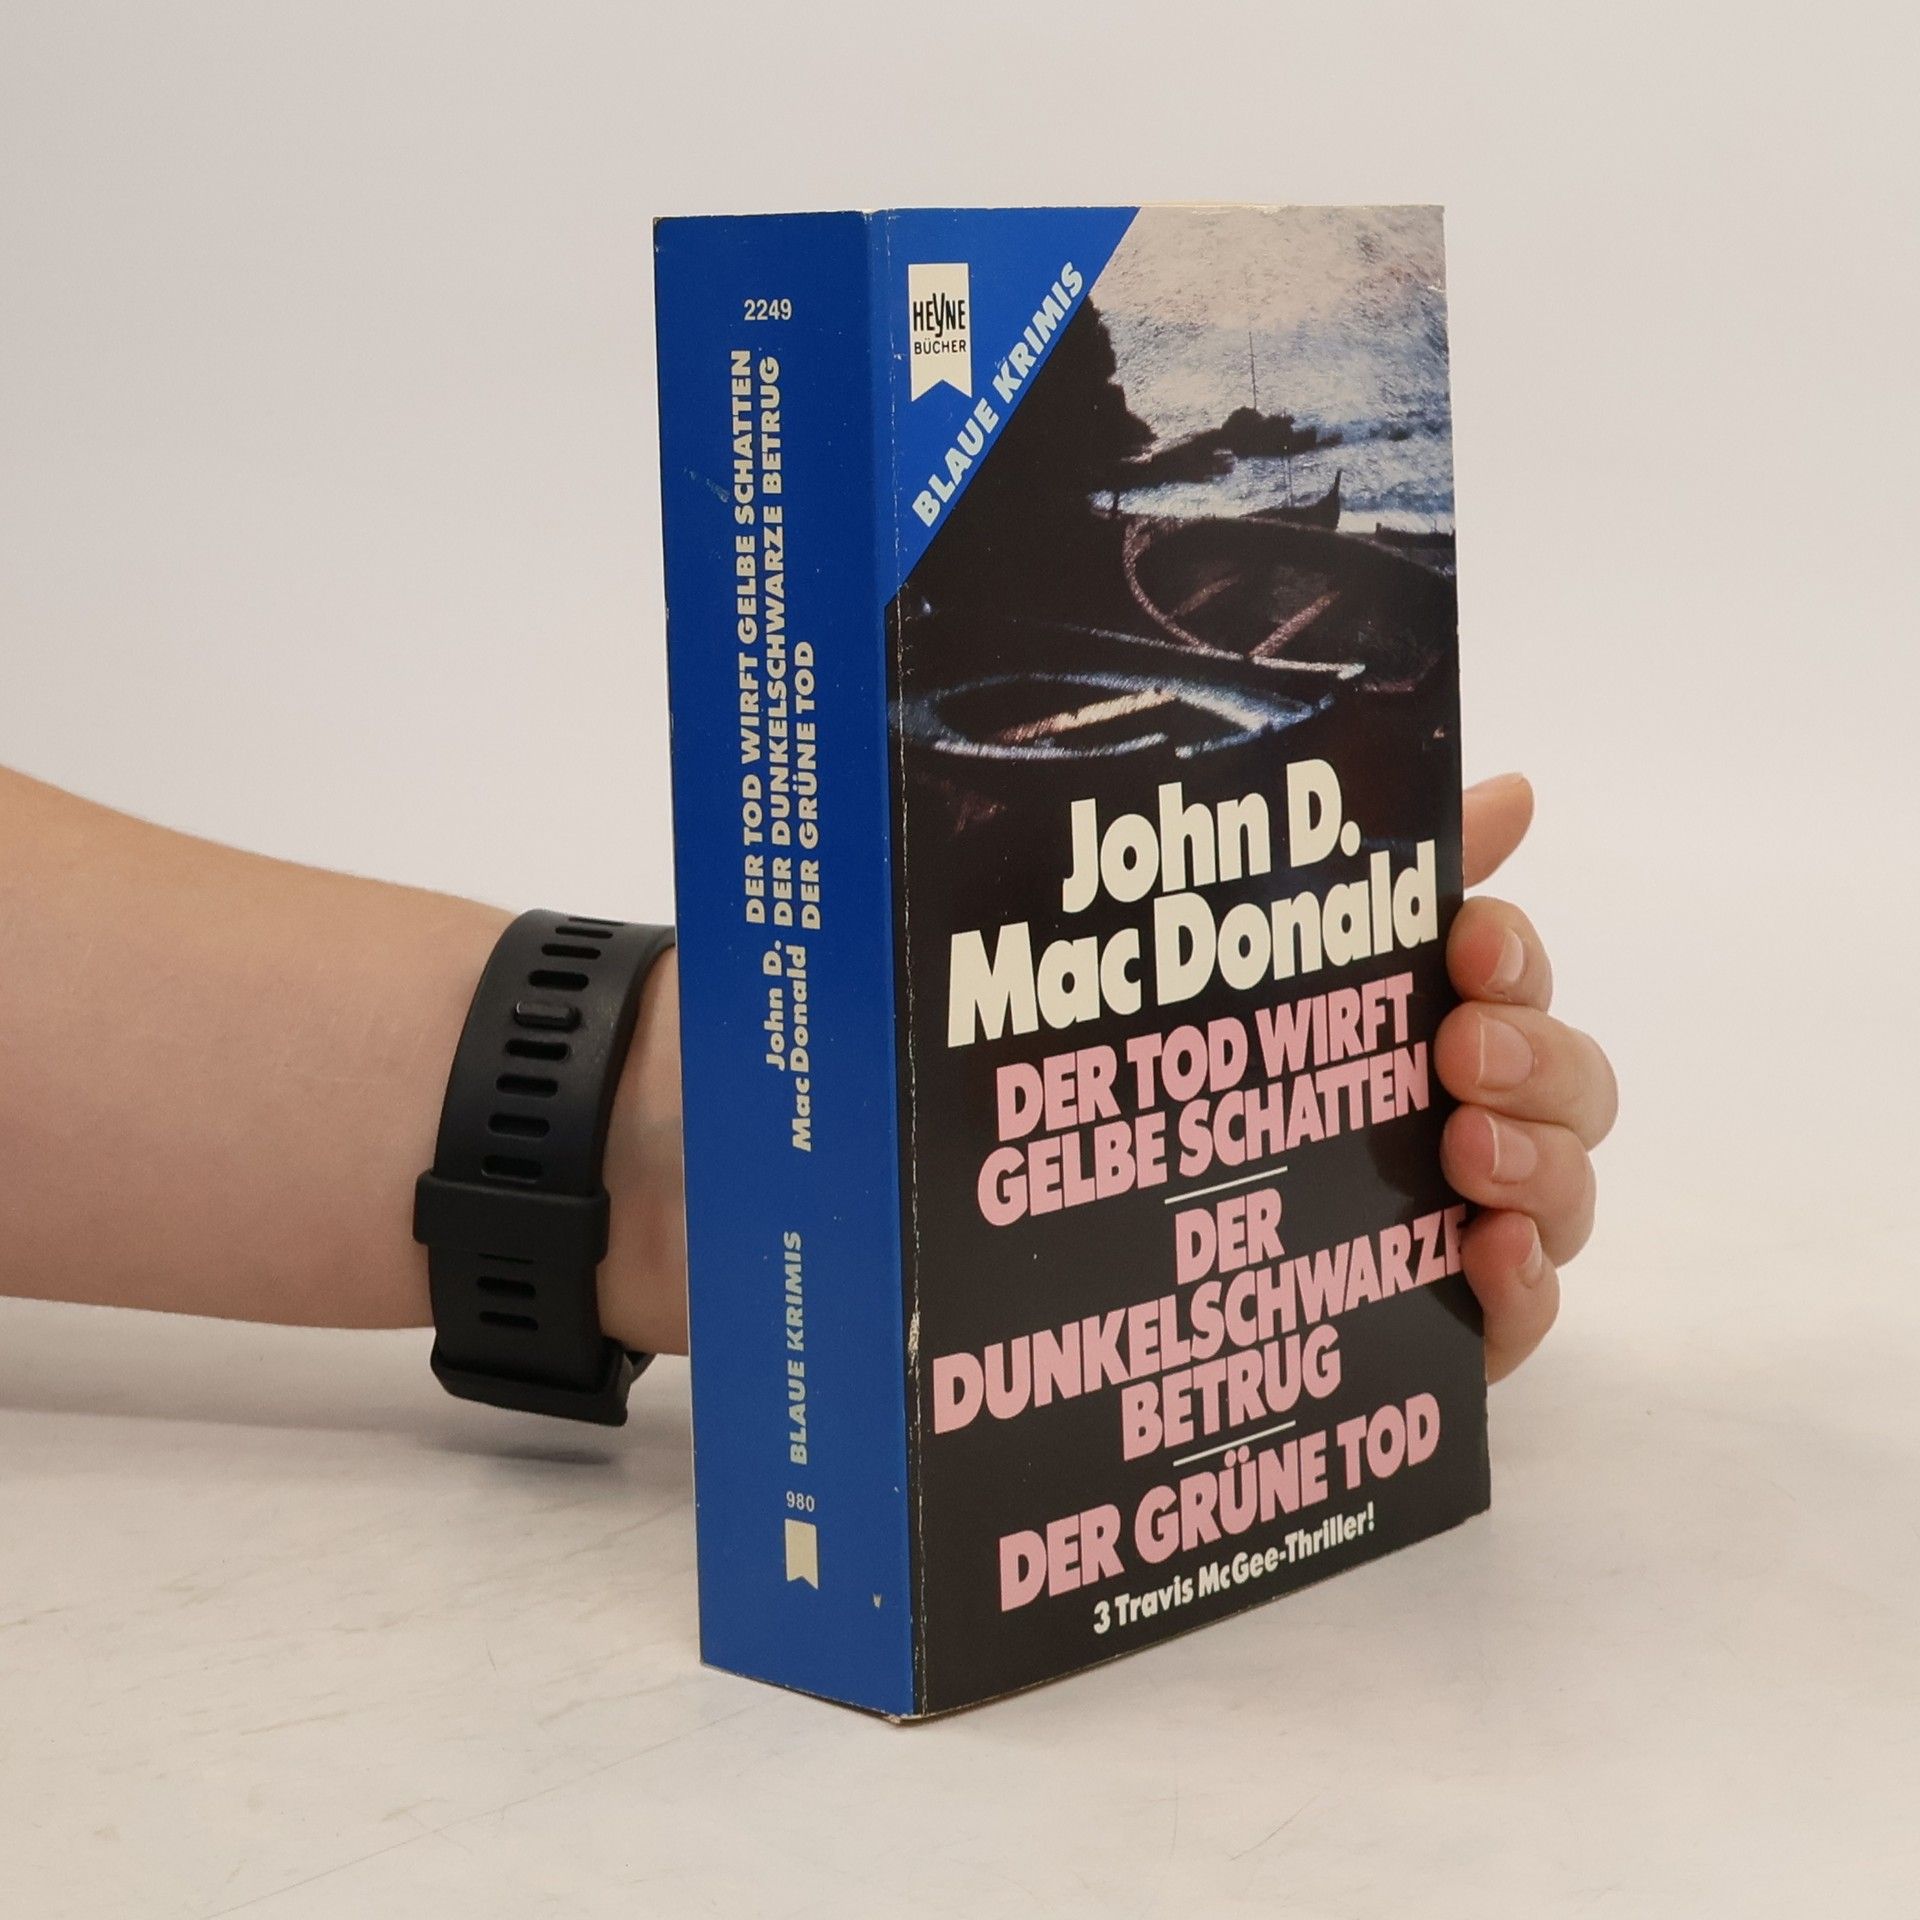 2249
DER TOD WIRFT GELBE SCHATTEN
John D. DER DUNKELSCHWARZE BETRUG
MacDonald DER GRÜNE TOD
BLAUE KRIMIS
980
HEYNE
BÜCHER
BLAUE KRIMIS
John D.
MacDonald
DER TOD WIRFT
GELBE SCHATTEN
DER
DUNKELSCHWARZE
BETRUG
DER GRÜNE TOD
3 Travis McGee-Thriller!